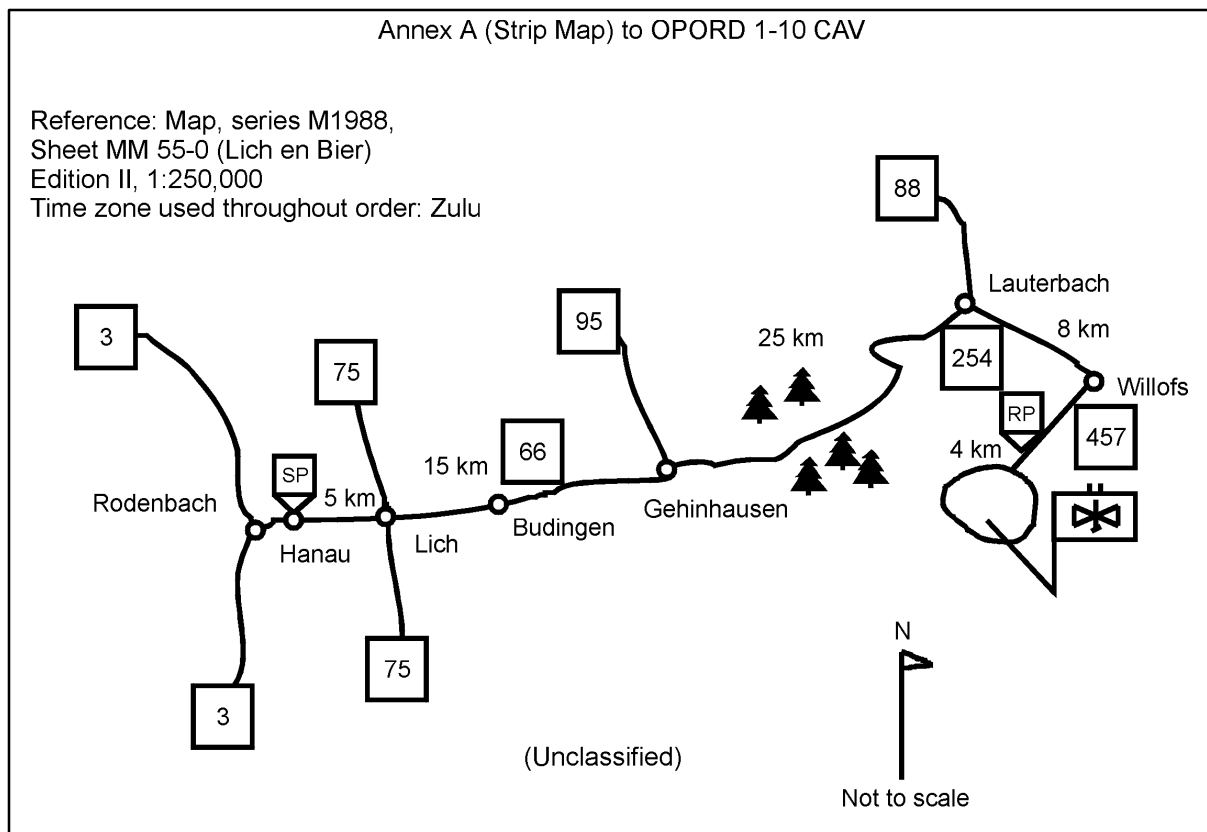 Annex A (Strip Map) to OPORD 1-10 CAV
Reference: Map, series M1988,
Sheet MM 55-0 (Lich en Bier)
Edition II, 1:250,000
Time zone used throughout order: Zulu
88
Lauterbach
3
95
25 km
8 km
75
254
Willofs
RP
457
66
15 km
4 km
SP
5 km
Rodenbach
Gehinhausen
Budingen
Lich
Hanau
N
75
3
(Unclassified)
Not to scale